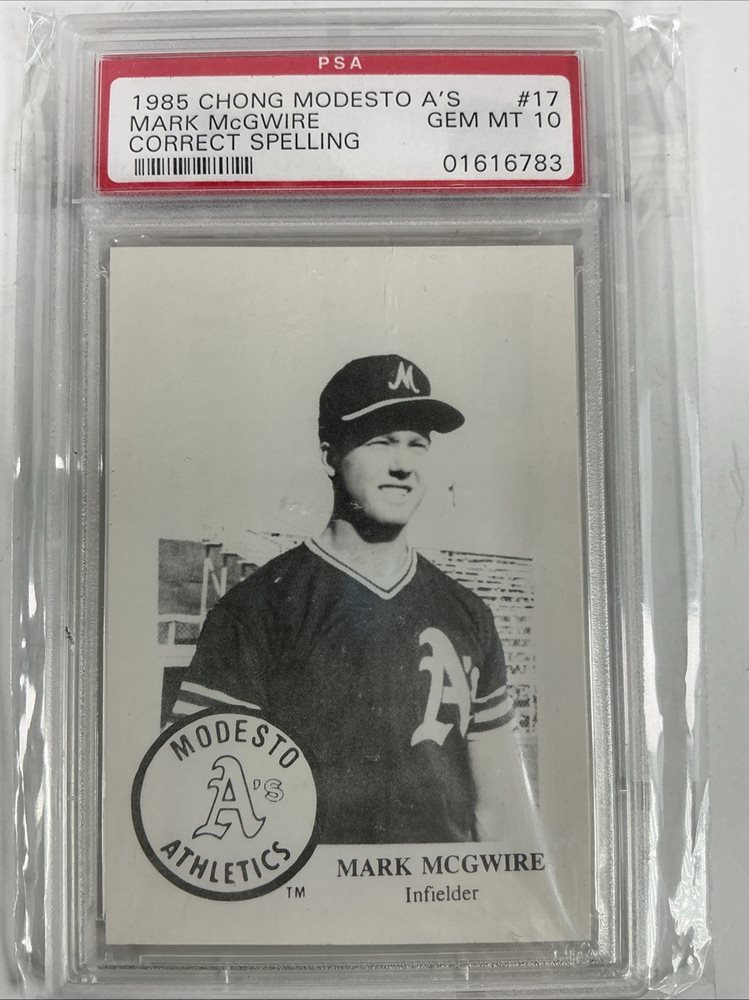 PSA
1985 CHONG MODESTO A'S #17
MARK McGWIRE GEM MT 10
CORRECT SPELLING
01616783
M
A's
MODESTO
A's
ATHLETICS
TM
MARK MCGWIRE
Infielder